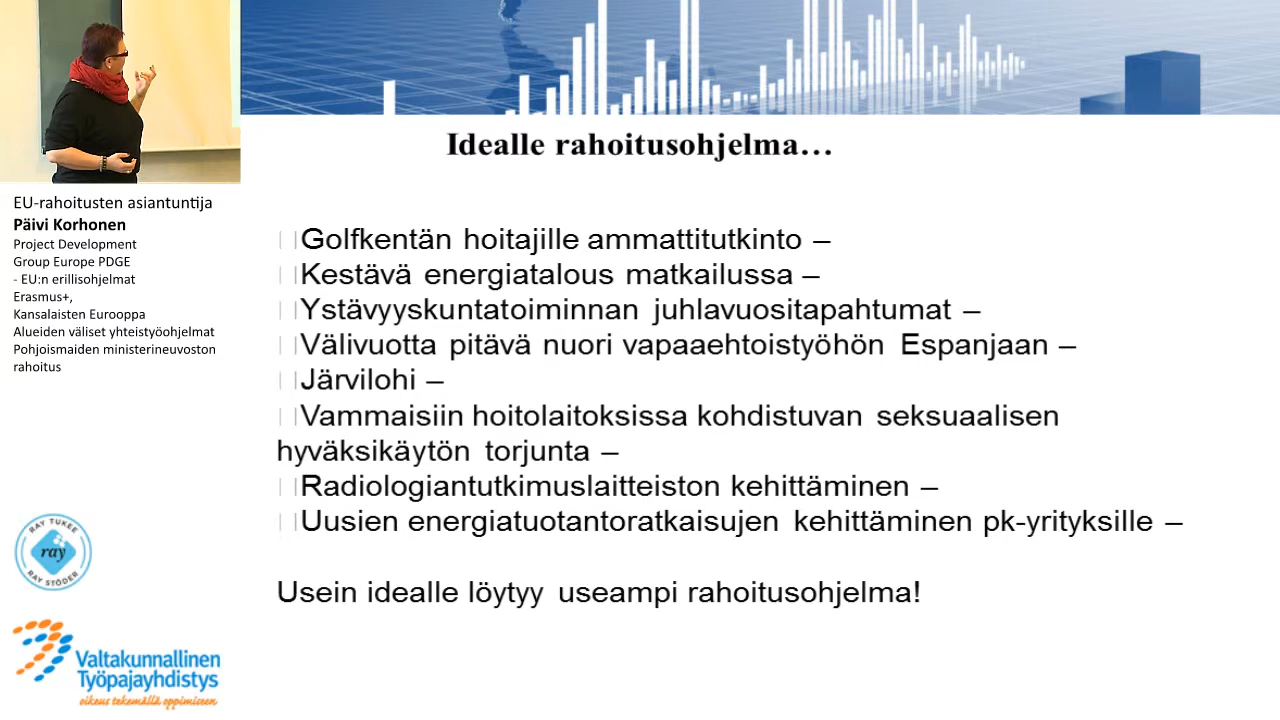 Idealle rahoitusohjelma…
EU-rahoitusten asiantuntija
Päivi Korhonen
Project Development
Group Europe PDGE
- EU:n erillisohjelmat
Erasmus+,
Kansalaisten Eurooppa
Alueiden väliset yhteistyöohjelmat
Pohjoismaiden ministerineuvoston
rahoitus
Golfkentän hoitajille ammattitutkinto –
Kestävä energiatalous matkailussa –
Ystävyyskuntatoiminnan juhlavuositapahtumat –
Välivuotta pitävä nuori vapaaehtoistyöhön Espanjaan –
Järvilohi –
Vammaisiin hoitolaitoksissa kohdistuvan seksuaalisen
hyväksikäytön torjunta –
Radiologiantutkimuslaitteiston kehittäminen –
Uusien energiatuotantoratkaisujen kehittäminen pk-yrityksille –
Usein idealle löytyy useampi rahoitusohjelma!
RAY TUKEE
ray
RAY STÖDER
Valtakunnallinen
Työpajayhdistys
oikeus tekemällä oppimiseen